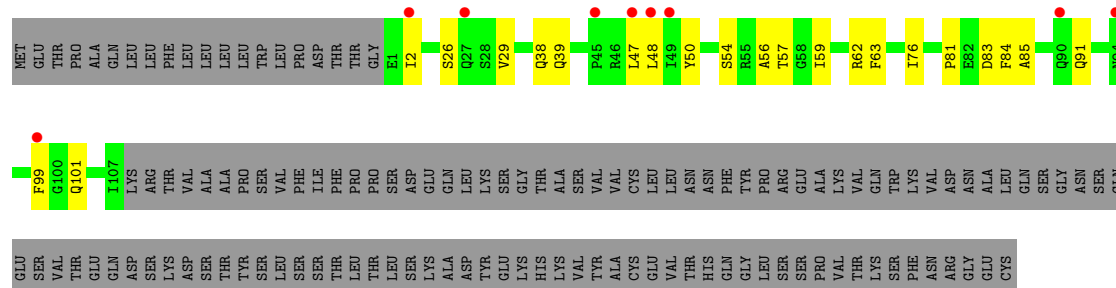 MET GLU THR PRO ALA GLN LEU LEU PHE LEU LEU LEU LEU TRP LEU PRO ASP THR THR GLY E1 I2 S26 Q27 S28 V29 Q38 Q39 P45 R46 L47 L48 I49 Y50 S54 R55 A56 T57 G58 I59 R62 F63 I76 P81 E82 D83 F84 A85 Q90 Q91
F99 G100 Q101 I107 LYS ARG THR VAL ALA ALA PRO SER VAL PHE ILE PHE PRO PRO SER ASP GLU GLN LEU LYS SER GLY THR ALA SER VAL VAL CYS LEU LEU ASN ASN PHE TYR PRO ARG GLU ALA LYS VAL GLN TRP LYS VAL ASP ASN ALA LEU GLN SER GLY ASN SER GLN
GLU SER VAL THR GLU GLN ASP SER LYS ASP SER THR TYR SER LEU SER SER THR LEU THR LEU SER LYS ALA ASP TYR GLU LYS HIS LYS VAL TYR ALA CYS GLU VAL THR HIS GLN GLY LEU SER SER PRO VAL THR LYS SER PHE ASN ARG GLY GLU CYS